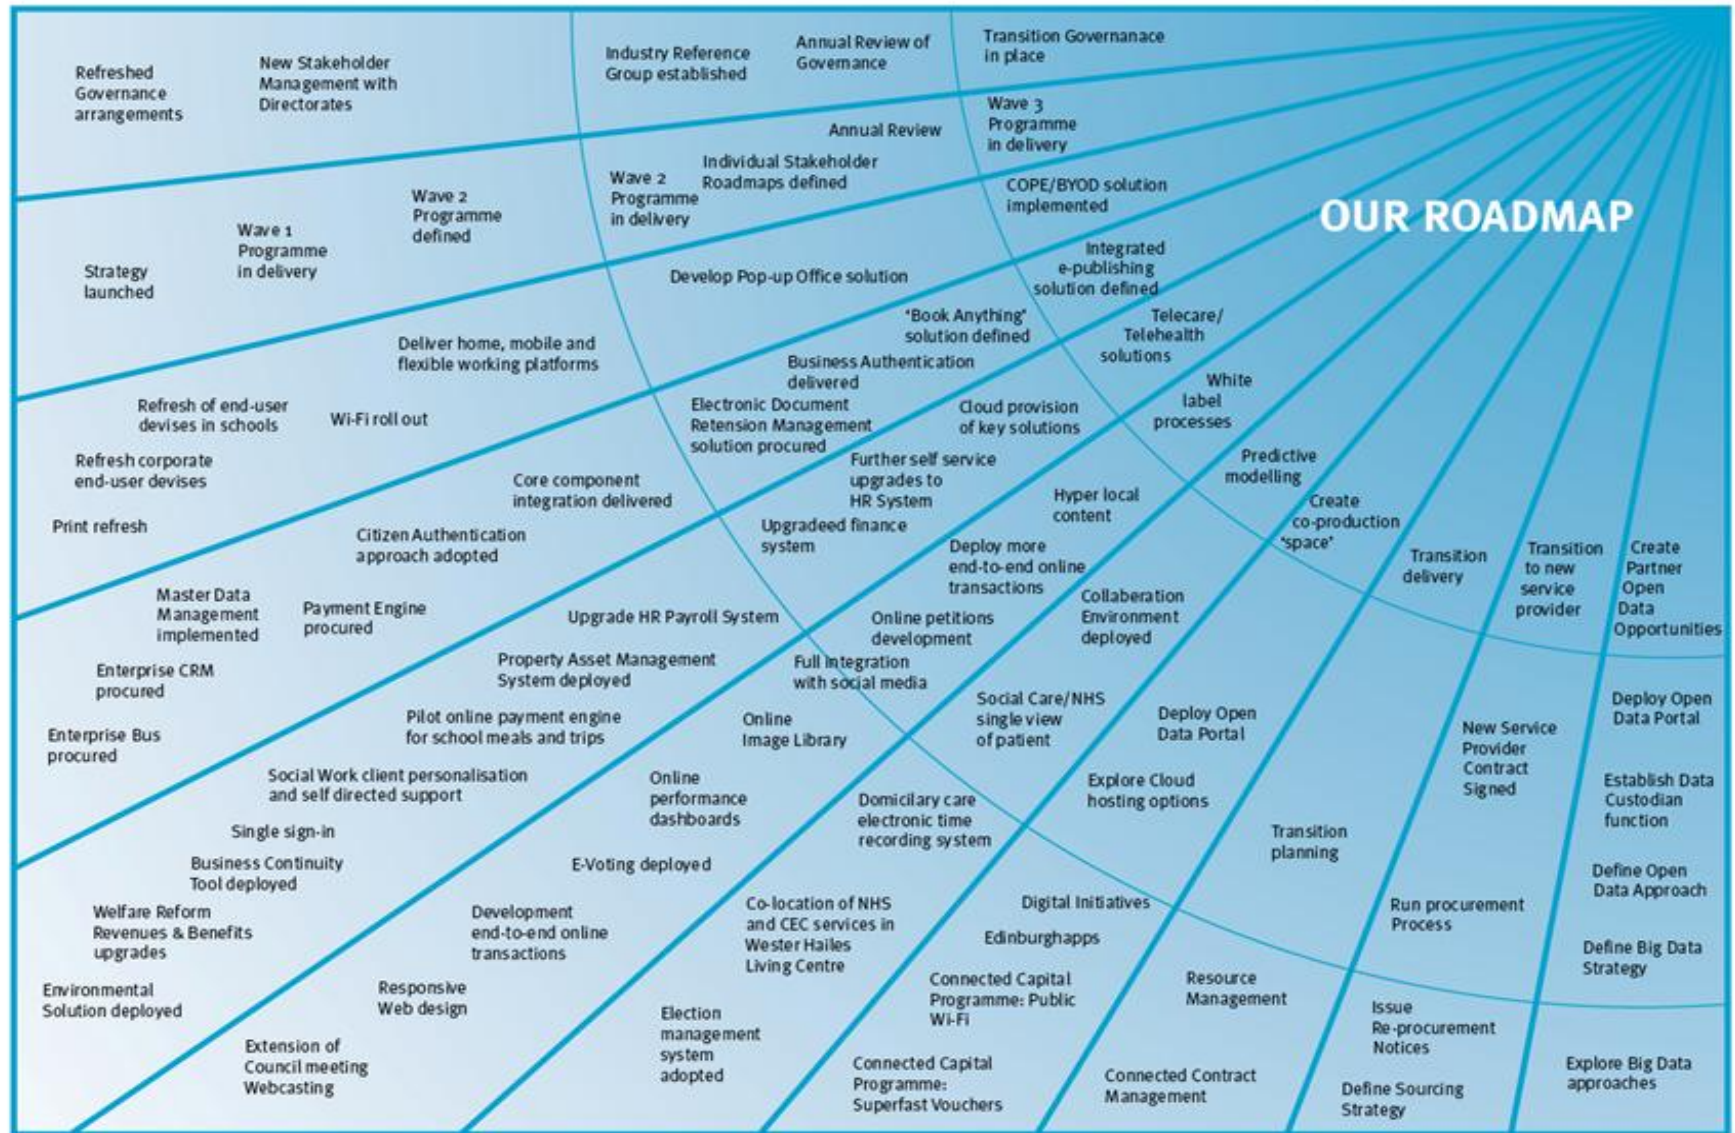 OUR ROADMAP
Refreshed
Governance
arrangements
New Stakeholder
Management with
Directorates
Industry Reference
Group established
Annual Review of
Governance
Transition Governanace
in place
Strategy
launched
Wave 1
Programme
in delivery
Wave 2
Programme
defined
Wave 2
Programme
in delivery
Individual Stakeholder
Roadmaps defined
Annual Review
Wave 3
Programme
in delivery
Print refresh
Refresh corporate
end-user devises
Refresh of end-user
devises in schools
Wi-Fi roll out
Deliver home, mobile and
flexible working platforms
Develop Pop-up Office solution
COPE/BYOD solution
implemented
Enterprise Bus
procured
Enterprise CRM
procured
Master Data
Management
implemented
Payment Engine
procured
Citizen Authentication
approach adopted
Core component
integration delivered
Electronic Document
Retension Management
solution procured
Business Authentication
delivered
‘Book Anything’
solution defined
Integrated
e-publishing
solution defined
Environmental
Solution deployed
Welfare Reform
Revenues & Benefits
upgrades
Business Continuity
Tool deployed
Single sign-in
Social Work client personalisation
and self directed support
Pilot online payment engine
for school meals and trips
Property Asset Management
System deployed
Upgrade HR Payroll System
Upgradeed finance
system
Further self service
upgrades to
HR System
Cloud provision
of key solutions
Telecare/
Telehealth
solutions
Extension of
Council meeting
Webcasting
Responsive
Web design
Development
end-to-end online
transactions
E-Voting deployed
Online
performance
dashboards
Online
Image Library
Full integration
with social media
Online petitions
development
Deploy more
end-to-end online
transactions
Hyper local
content
White
label
processes
Election
management
system
adopted
Co-location of NHS
and CEC services in
Wester Hailes
Living Centre
Domicilary care
electronic time
recording system
Social Care/NHS
single view
of patient
Collaberation
Environment
deployed
Predictive
modelling
Connected Capital
Programme:
Superfast Vouchers
Connected Capital
Programme: Public
Wi-Fi
Edinburghapps
Digital Initiatives
Explore Cloud
hosting options
Deploy Open
Data Portal
Create
co-production
‘space’
Connected Contract
Management
Resource
Management
Transition
planning
Transition
delivery
Define Sourcing
Strategy
Issue
Re-procurement
Notices
Run procurement
Process
New Service
Provider
Contract
Signed
Transition
to new
service
provider
Explore Big Data
approaches
Define Big Data
Strategy
Define Open
Data Approach
Establish Data
Custodian
function
Deploy Open
Data Portal
Create
Partner
Open
Data
Opportunities